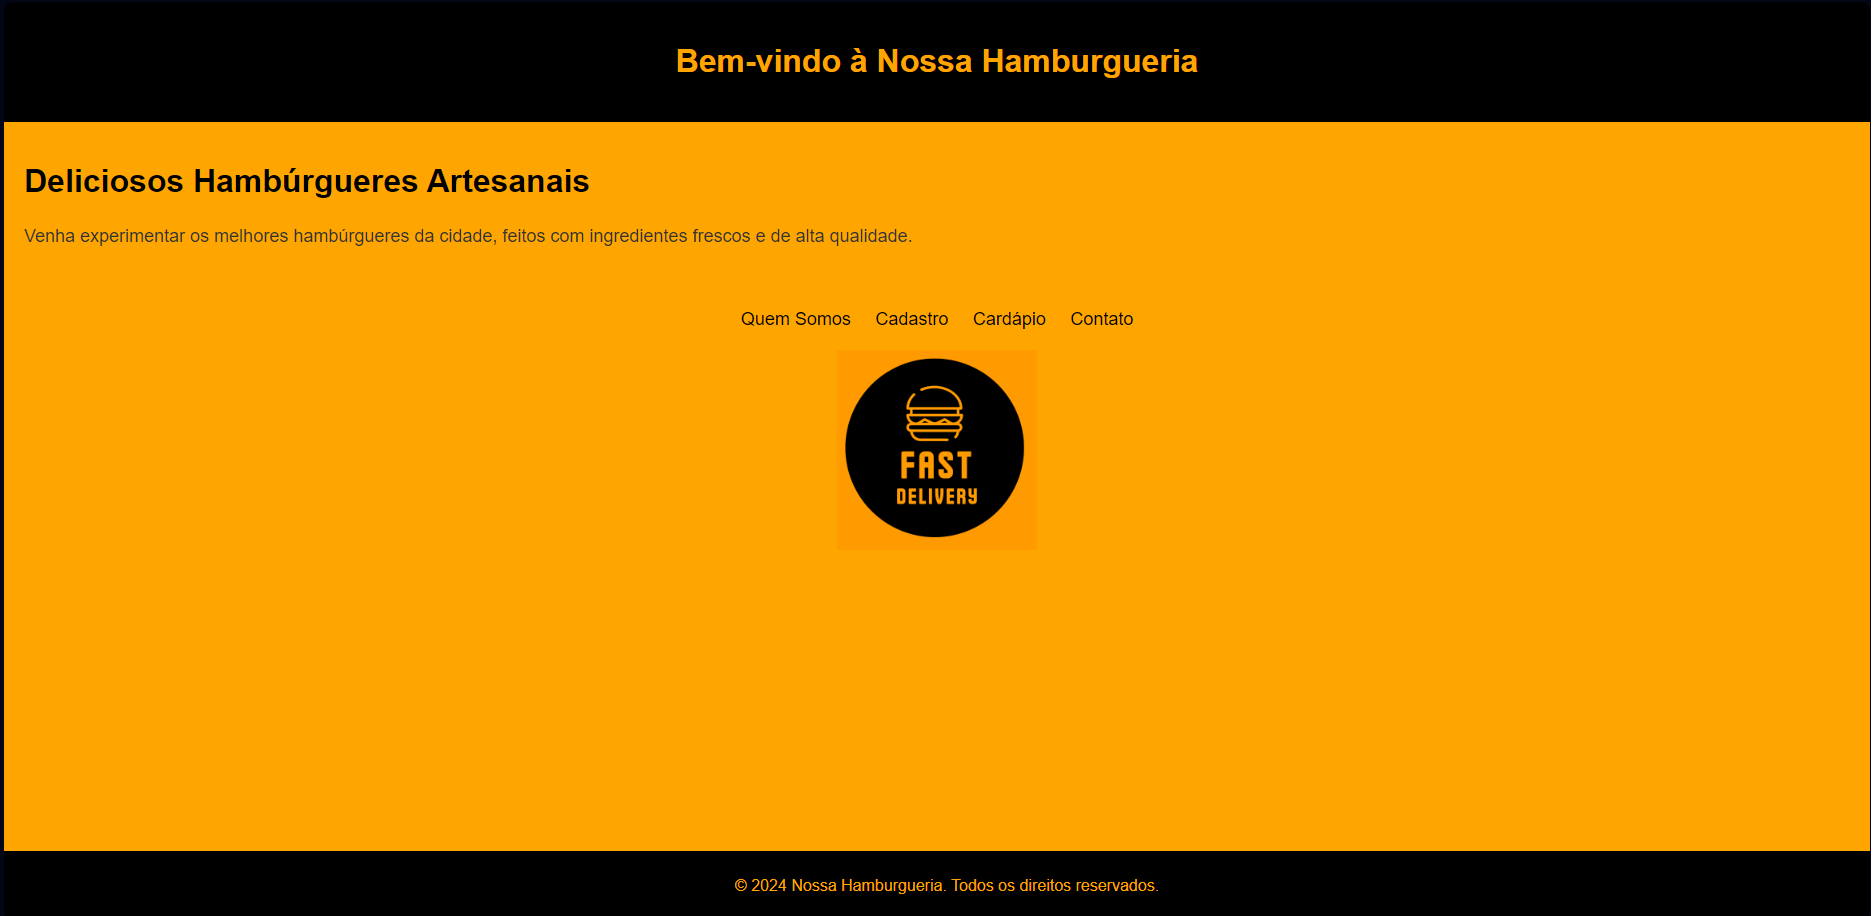 Bem-vindo à Nossa Hamburgueria
Deliciosos Hambúrgueres Artesanais
Venha experimentar os melhores hambúrgueres da cidade, feitos com ingredientes frescos e de alta qualidade.
Quem Somos Cadastro Cardápio Contato
FAST
DELIVERY
© 2024 Nossa Hamburgueria. Todos os direitos reservados.